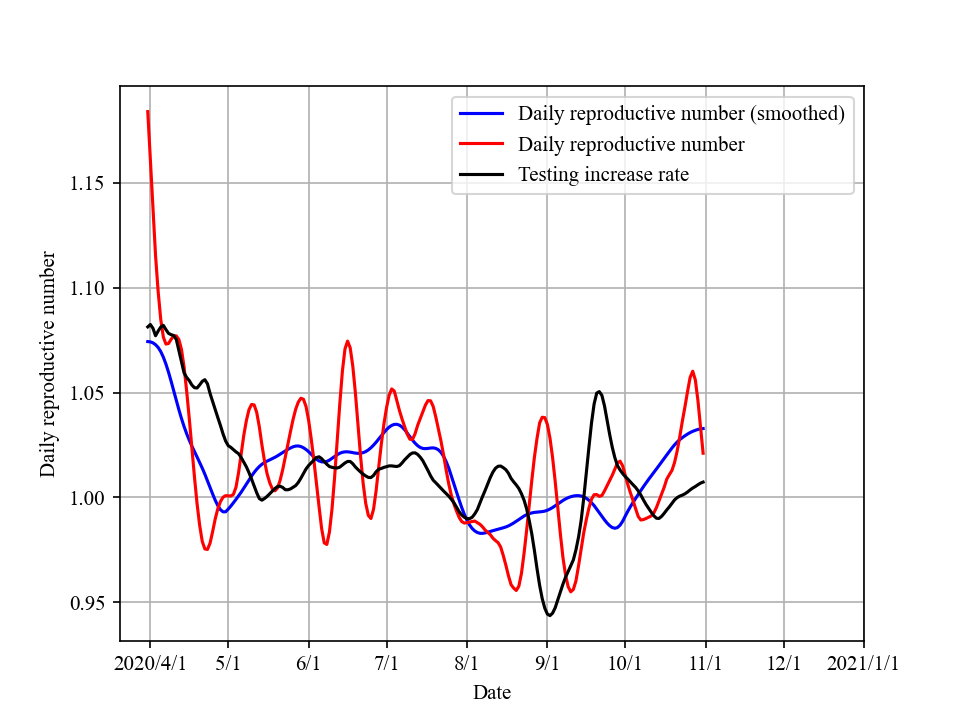 Daily reproductive number (smoothed)
Daily reproductive number
Testing increase rate
Daily reproductive number
1.15
1.10
1.05
1.00
0.95
2020/4/1 5/1 6/1 7/1 8/1 9/1 10/1 11/1 12/1 2021/1/1
Date